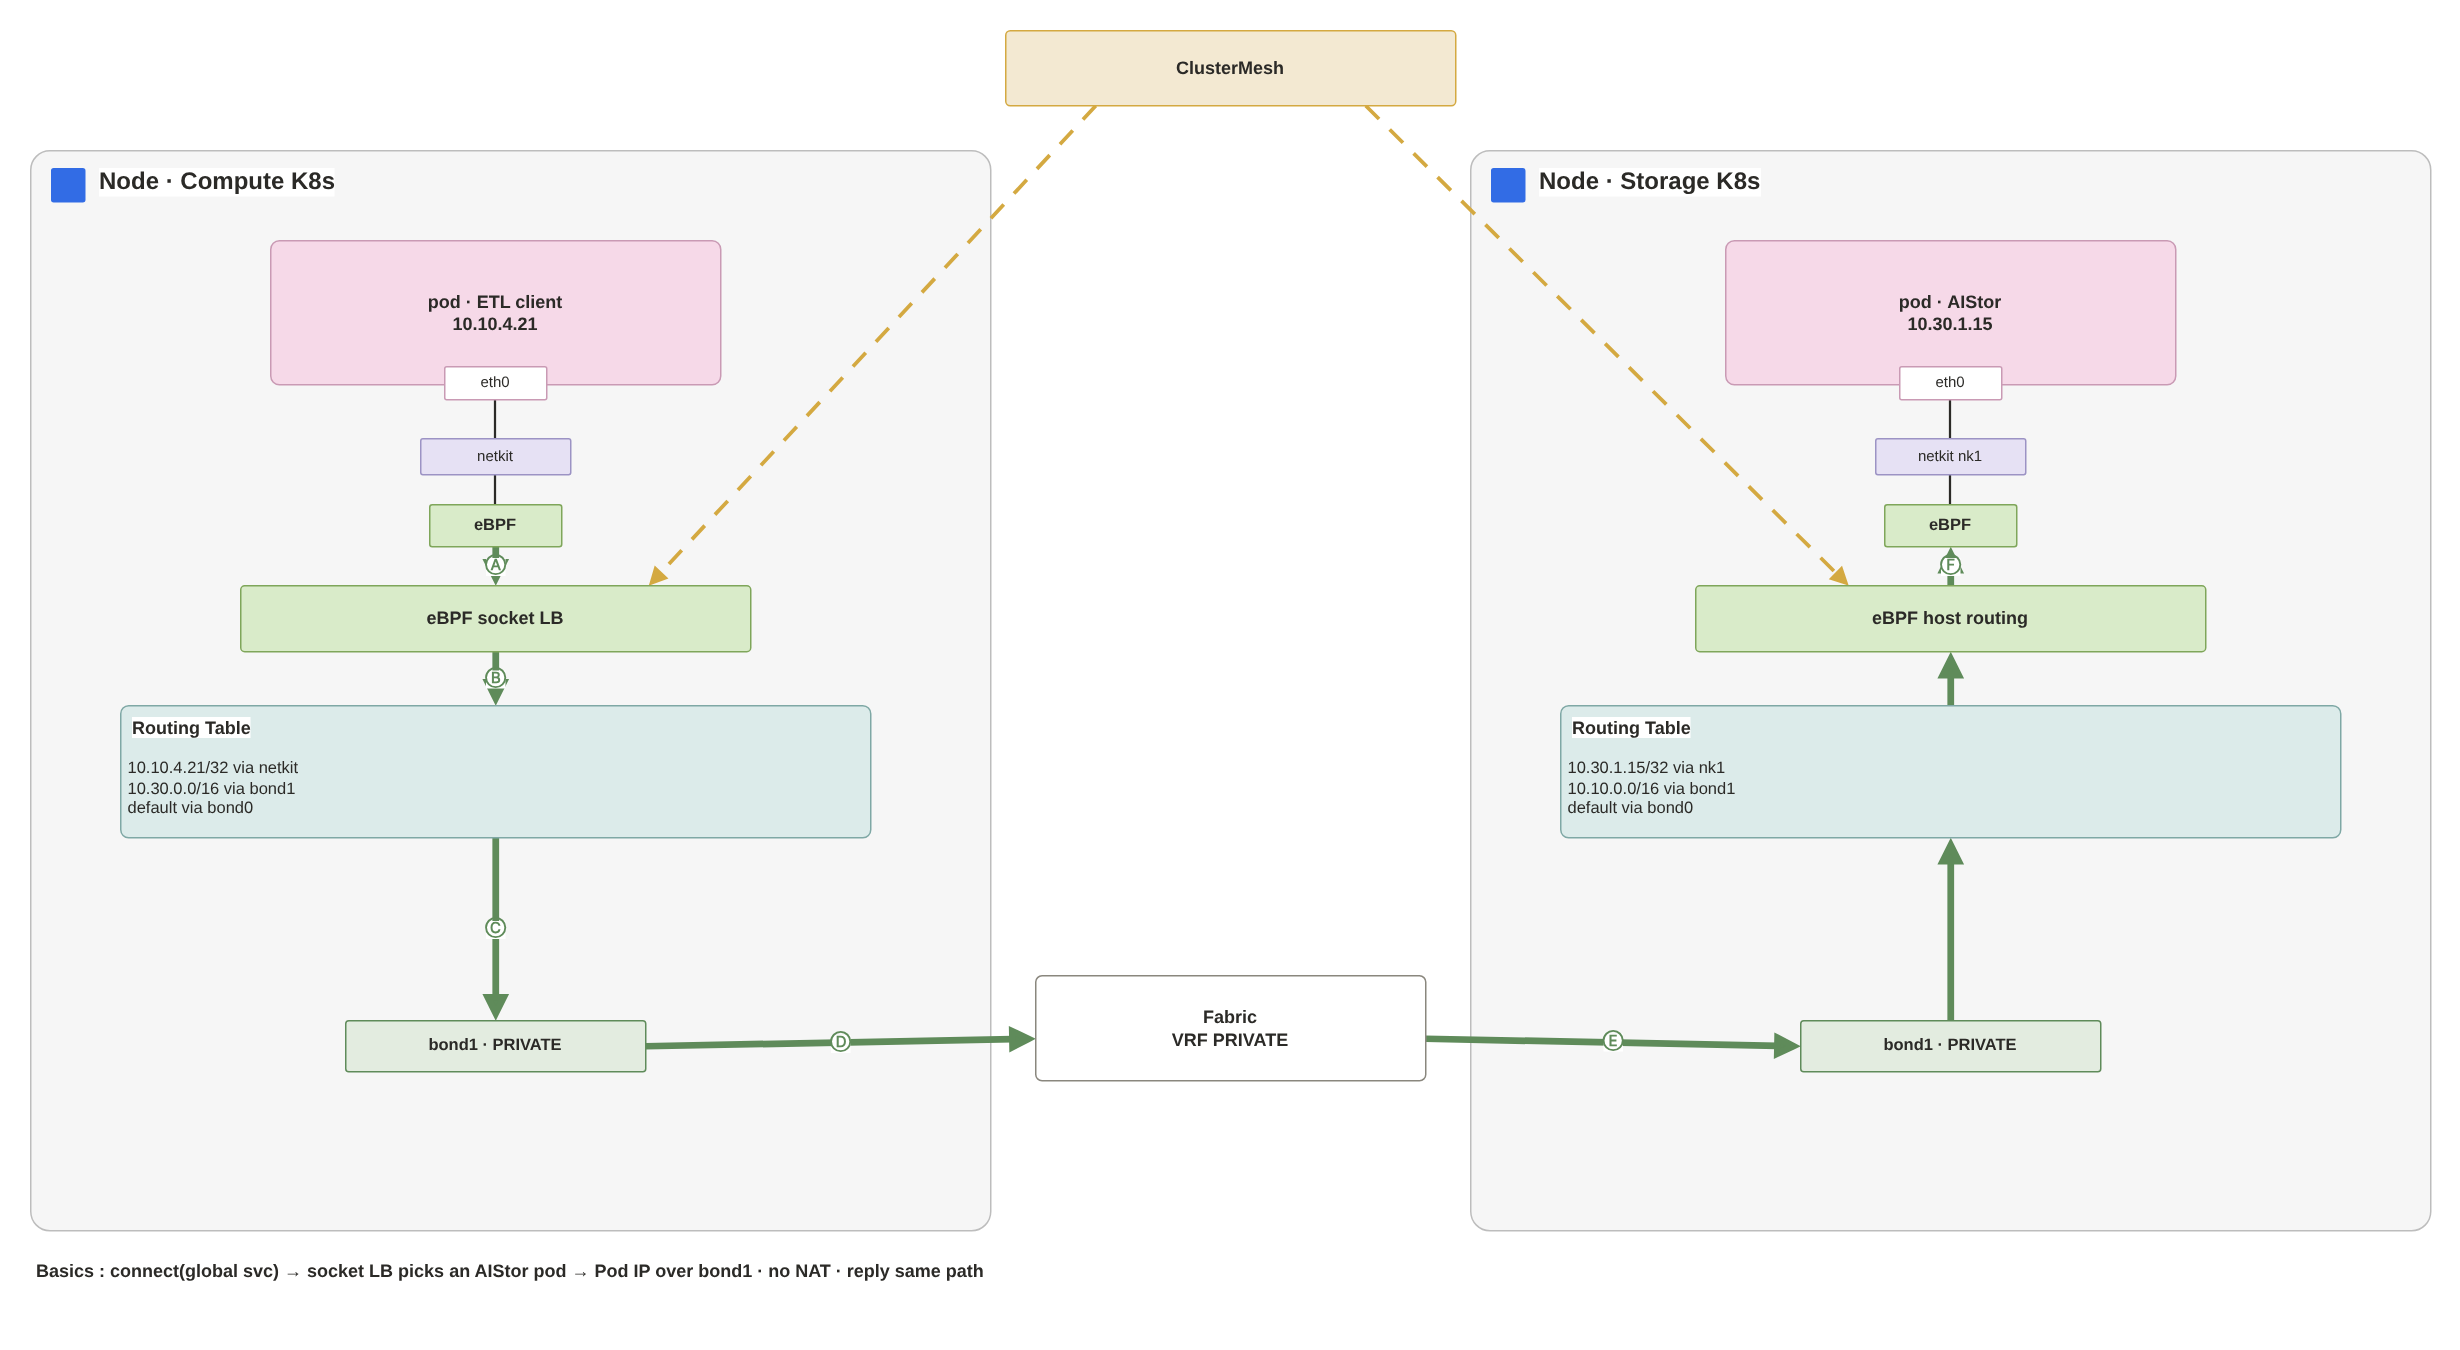 ClusterMesh
Node · Compute K8s
pod · ETL client
10.10.4.21
eth0
netkit
eBPF
Ⓐ
eBPF socket LB
Ⓑ
Routing Table
10.10.4.21/32 via netkit
10.30.0.0/16 via bond1
default via bond0
Ⓒ
bond1 · PRIVATE
Ⓓ
Fabric
VRF PRIVATE
Ⓔ
Node · Storage K8s
pod · AIStor
10.30.1.15
eth0
netkit nk1
eBPF
Ⓕ
eBPF host routing
Routing Table
10.30.1.15/32 via nk1
10.10.0.0/16 via bond1
default via bond0
bond1 · PRIVATE
Basics : connect(global svc) → socket LB picks an AIStor pod → Pod IP over bond1 · no NAT · reply same path